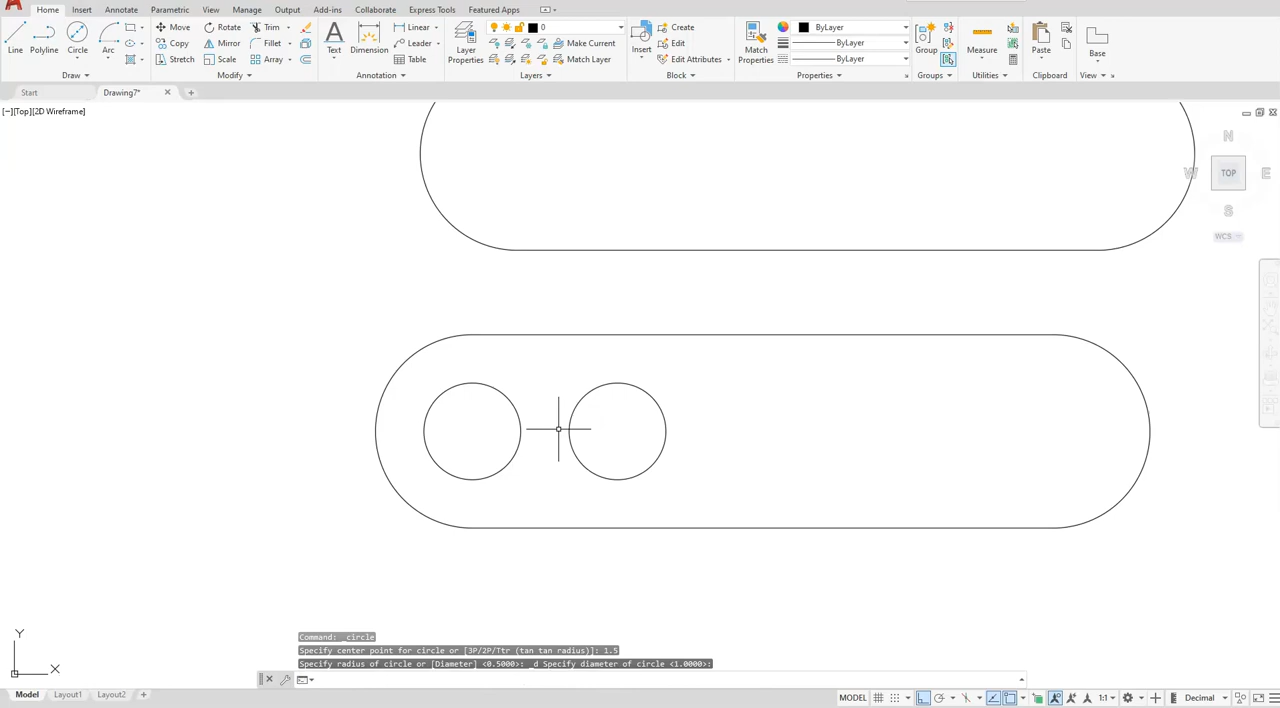 Home Insert Annotate Parametric View Manage Output Add-ins Collaborate Express Tools Featured Apps
Line Polyline Circle Arc
Move Rotate Trim
Copy Mirror Fillet
Stretch Scale Array
Text Dimension
Linear
Leader
Table
Layer Properties
0
Make Current
Match Layer
Insert
Create
Edit
Edit Attributes
Match Properties
ByLayer
ByLayer
ByLayer
Group
Measure
Paste
Base
Draw Modify Annotation Layers Block Properties Groups Utilities Clipboard View
Start Drawing7*
[−][Top][2D Wireframe]
N
W TOP E
S
WCS
Y
X
Command: _circle
Specify center point for circle or [3P/2P/Ttr (tan tan radius)]: 1.5
Specify radius of circle or [Diameter] <0.5000>: _d Specify diameter of circle <1.0000>:
Model Layout1 Layout2
MODEL 1:1 Decimal